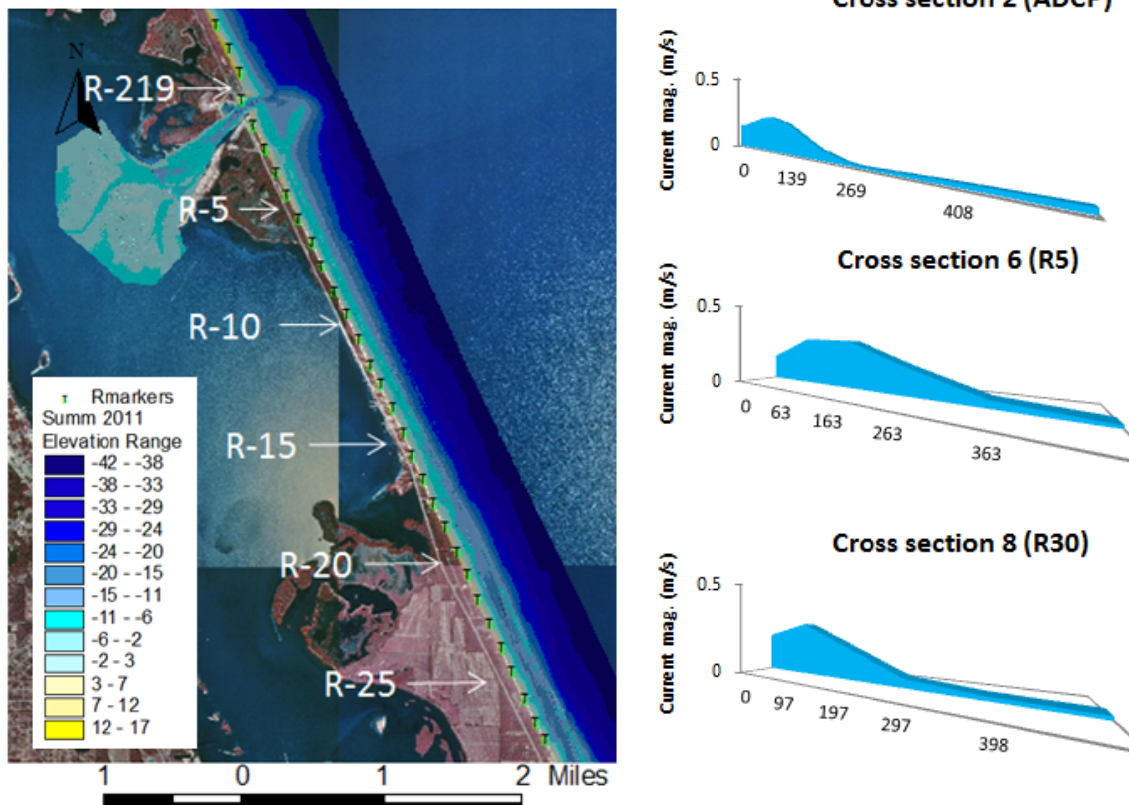 N
R-219
R-5
R-10
R-15
R-20
R-25
T Rmarkers
Summ 2011
Elevation Range
-42 - -38
-38 - -33
-33 - -29
-29 - -24
-24 - -20
-20 - -15
-15 - -11
-11 - -6
-6 - -2
-2 - 3
3 - 7
7 - 12
12 - 17
1 0 1 2 Miles
Cross section 2 (ADCP)
Current mag. (m/s)
0.5
0
0 139 269 408
Cross section 6 (R5)
Current mag. (m/s)
0.5
0
0 63 163 263 363
Cross section 8 (R30)
Current mag. (m/s)
0.5
0
0 97 197 297 398